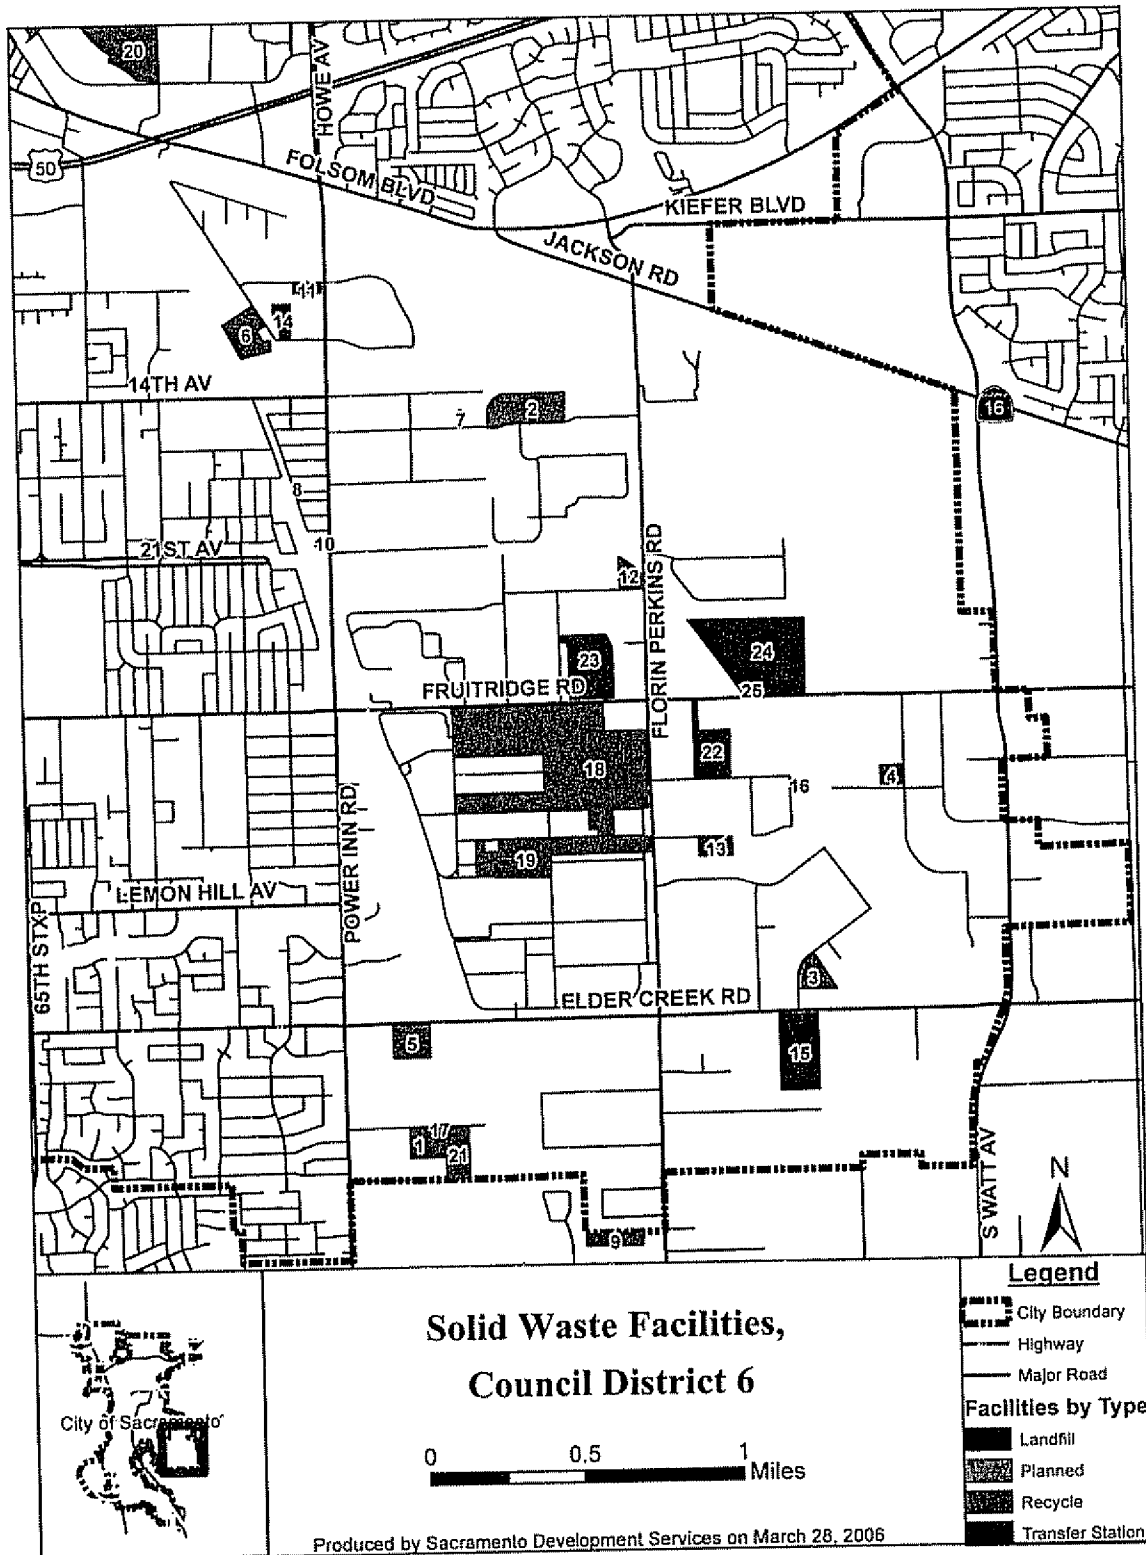 20
HOWE AV
50
FOLSOM BLVD
KIEFER BLVD
JACKSON RD
11
14
6
14TH AV
16
2
7
8
10
21ST AV
FLORIN PERKINS RD
12
24
23
FRUITRIDGE RD
25
22
18
4
16
POWER INN RD
13
19
LEMON HILL AV
65TH STXP
3
ELDER CREEK RD
5
15
17
1
21
S WATT AV
N
9
Solid Waste Facilities,
Council District 6
City of Sacramento
0 0.5 1
Miles
Produced by Sacramento Development Services on March 28, 2006
Legend
City Boundary
Highway
Major Road
Facilities by Type
Landfill
Planned
Recycle
Transfer Station